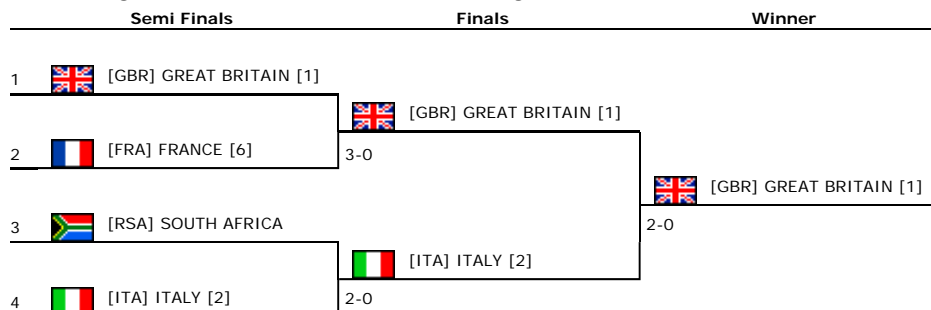 Semi Finals Finals Winner
1 [GBR] GREAT BRITAIN [1]
[GBR] GREAT BRITAIN [1]
2 [FRA] FRANCE [6] 3-0
[GBR] GREAT BRITAIN [1]
3 [RSA] SOUTH AFRICA 2-0
[ITA] ITALY [2]
4 [ITA] ITALY [2] 2-0